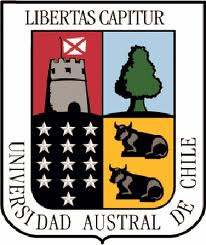 LIBERTAS CAPITUR
UNIVERSIDAD AUSTRAL DE CHILE